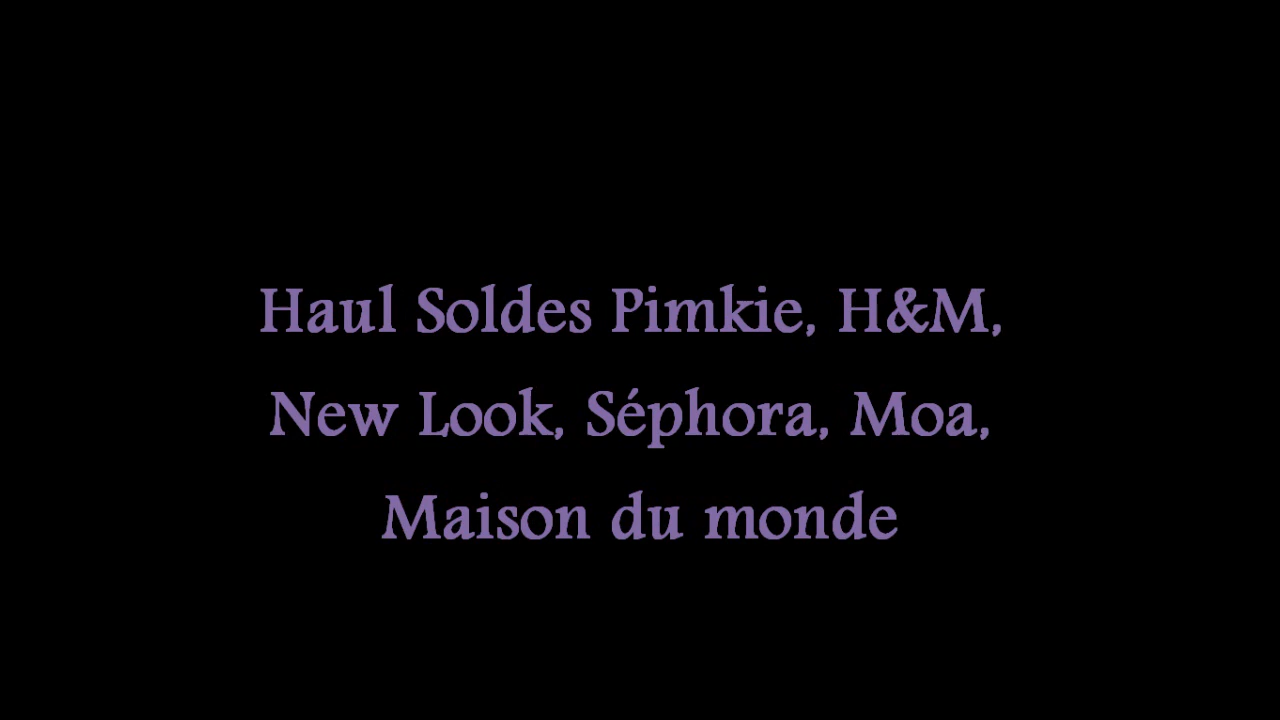 Haul Soldes Pimkie, H&M,
New Look, Séphora, Moa,
Maison du monde